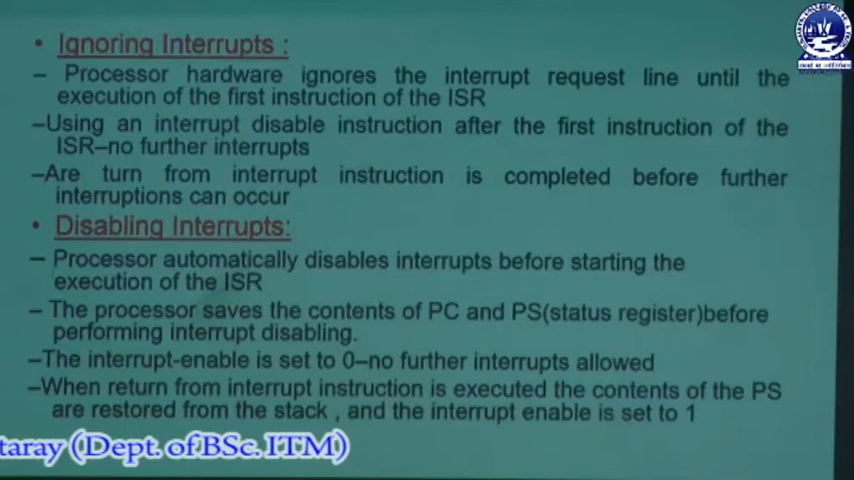 • Ignoring Interrupts :
– Processor hardware ignores the interrupt request line until the
execution of the first instruction of the ISR
–Using an interrupt disable instruction after the first instruction of the
ISR–no further interrupts
–Are turn from interrupt instruction is completed before further
interruptions can occur
• Disabling Interrupts:
– Processor automatically disables interrupts before starting the
execution of the ISR
– The processor saves the contents of PC and PS(status register)before
performing interrupt disabling.
–The interrupt-enable is set to 0–no further interrupts allowed
–When return from interrupt instruction is executed the contents of the PS
are restored from the stack , and the interrupt enable is set to 1
taray (Dept. of BSc. ITM)